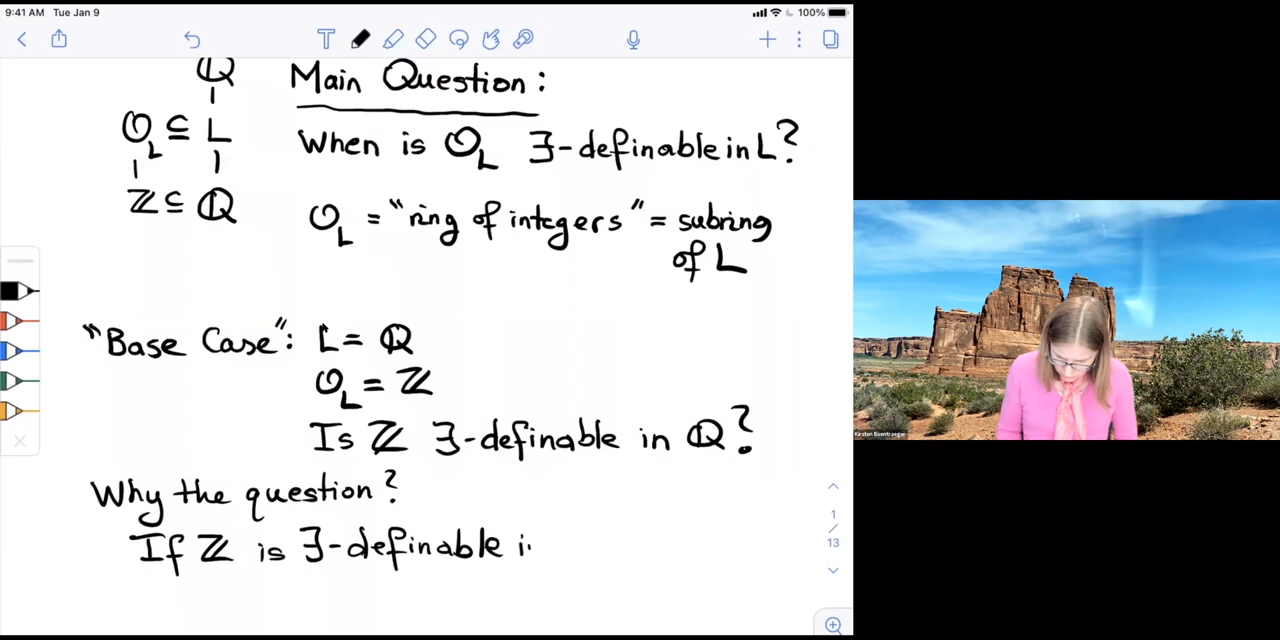 9:41 AM Tue Jan 9
100%
ℚ̅ Main Question:
𝒪_L ⊆ L
When is 𝒪_L ∃-definable in L?
ℤ ⊆ ℚ
𝒪_L = "ring of integers" = subring
of L
"Base Case": L = ℚ
𝒪_L = ℤ
Is ℤ ∃-definable in ℚ?
Why the question?
If ℤ is ∃-definable i
1
/
13
Kirsten Eisentraeger